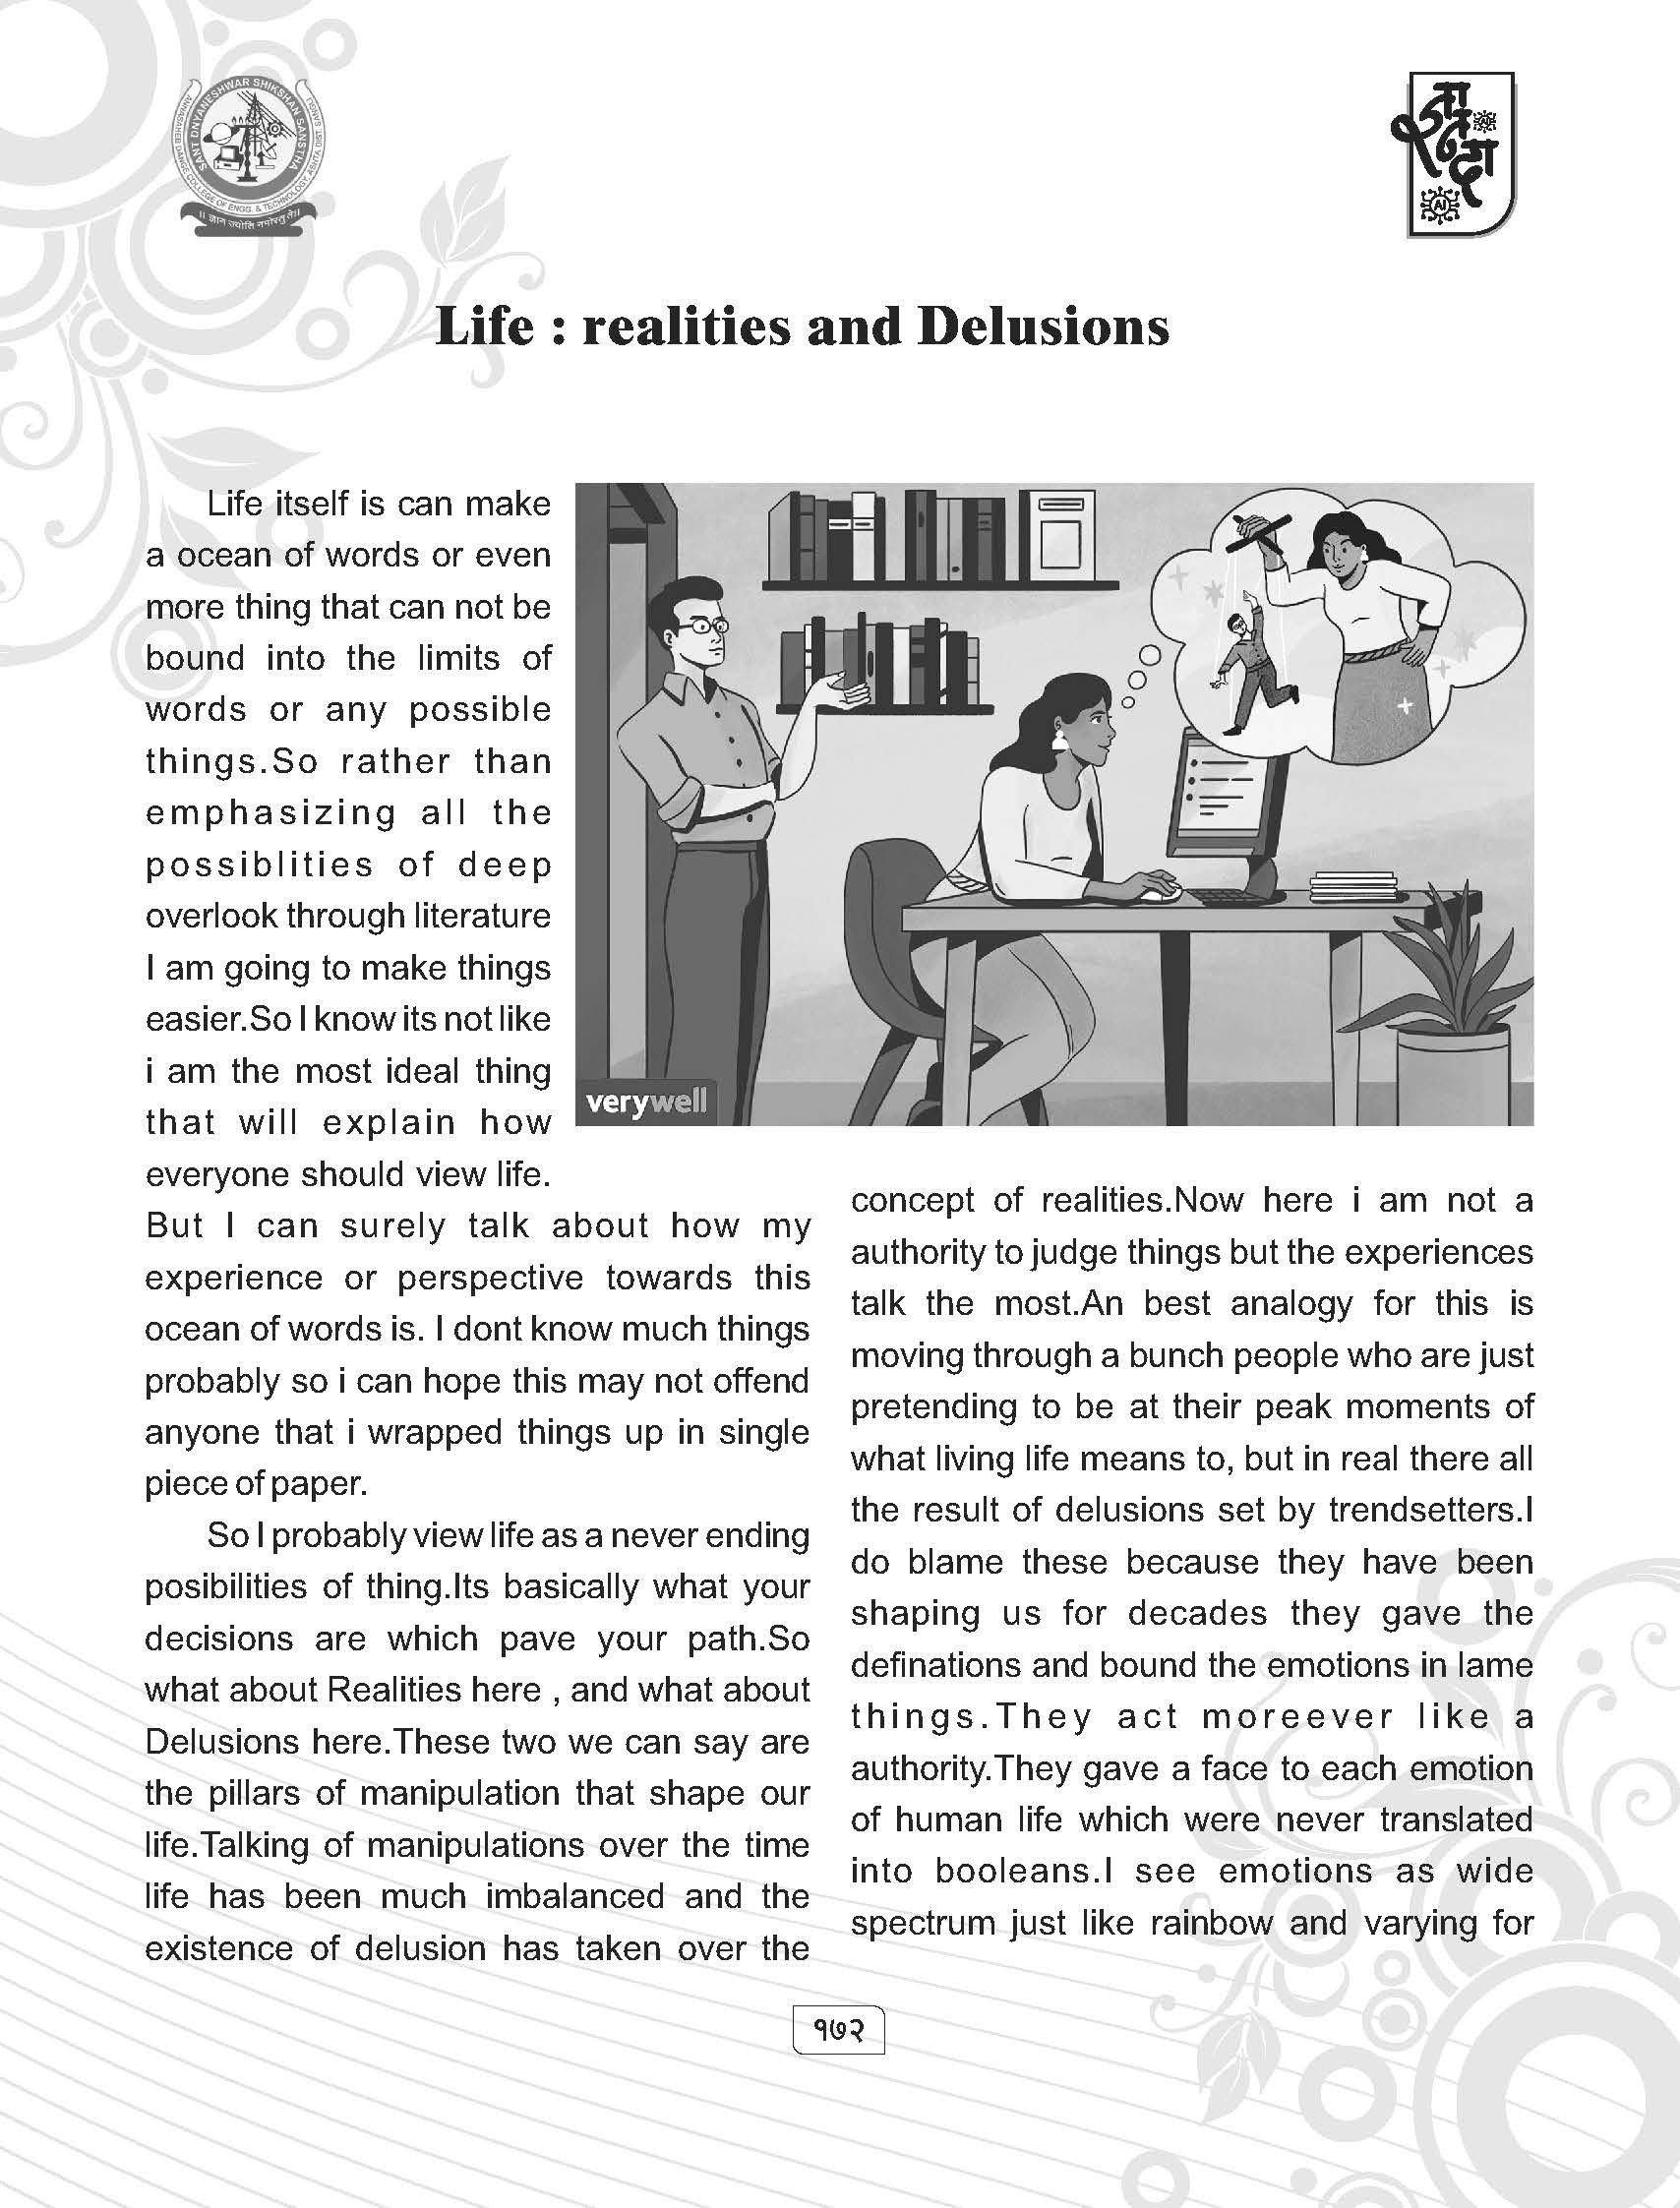 SANT DNYANESHWAR SHIKSHAN SANSTHA
ANNASAHEB DANGE COLLEGE OF ENGG. & TECHNOLOGY, ASHTA DIST. SANGLI
AI
AI
Life : realities and Delusions
Life itself is can make
a ocean of words or even
more thing that can not be
bound into the limits of
words or any possible
things.So rather than
emphasizing all the
possiblities of deep
overlook through literature
I am going to make things
easier.So I know its not like
i am the most ideal thing
that will explain how
everyone should view life.
But I can surely talk about how my
experience or perspective towards this
ocean of words is. I dont know much things
probably so i can hope this may not offend
anyone that i wrapped things up in single
piece of paper.
So I probably view life as a never ending
posibilities of thing.Its basically what your
decisions are which pave your path.So
what about Realities here , and what about
Delusions here.These two we can say are
the pillars of manipulation that shape our
life.Talking of manipulations over the time
life has been much imbalanced and the
existence of delusion has taken over the
verywell
concept of realities.Now here i am not a
authority to judge things but the experiences
talk the most.An best analogy for this is
moving through a bunch people who are just
pretending to be at their peak moments of
what living life means to, but in real there all
the result of delusions set by trendsetters.I
do blame these because they have been
shaping us for decades they gave the
definations and bound the emotions in lame
things.They act moreever like a
authority.They gave a face to each emotion
of human life which were never translated
into booleans.I see emotions as wide
spectrum just like rainbow and varying for
१७२